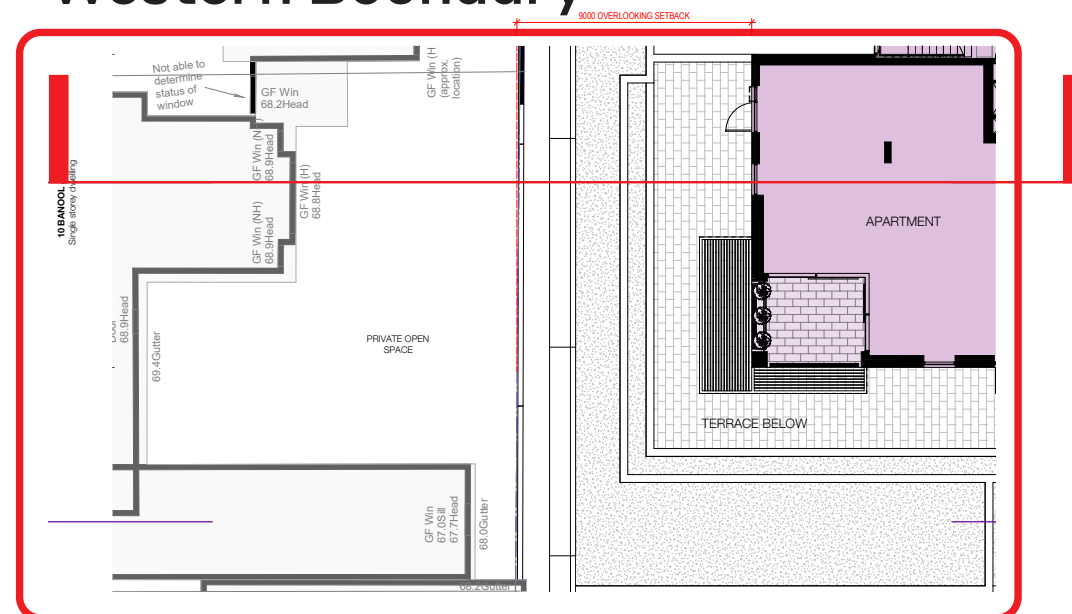 Western Boundary
9000 OVERLOOKING SETBACK
Not able to
determine
status of
window
GF Win
68.2Head
GF Win (H
(approx.
location)
10 BANOOL
Single storey dwelling
GF Win (N
68.9Head
GF Win (H)
68.8Head
GF Win (NH)
68.9Head
APARTMENT
68.9Head
69.4Gutter
PRIVATE OPEN
SPACE
TERRACE BELOW
GF Win
67.0Sill
67.7Head
68.0Gutter
68.2Gutter